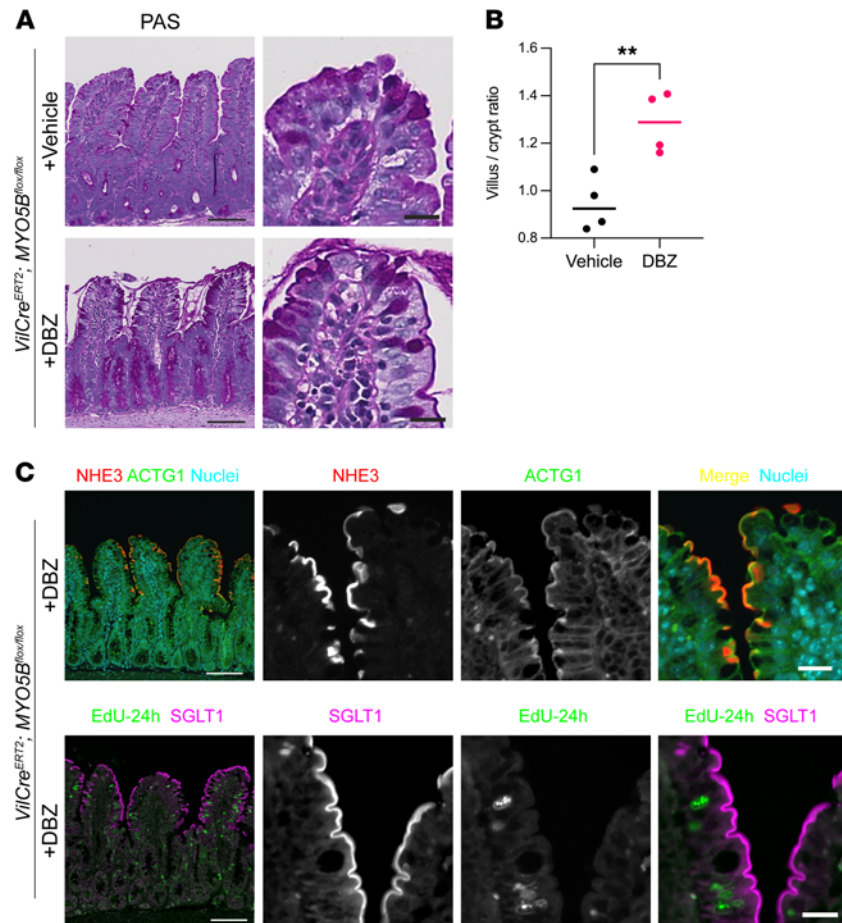 A
PAS
VilCreERT2; MYO5Bflox/flox
+Vehicle
+DBZ
B
Villus / crypt ratio
1.6
1.4
1.2
1.0
0.8
**
Vehicle
DBZ
C
NHE3 ACTG1 Nuclei
NHE3
ACTG1
Merge Nuclei
VilCreERT2; MYO5Bflox/flox
+DBZ
EdU-24h SGLT1
SGLT1
EdU-24h
EdU-24h SGLT1
+DBZ